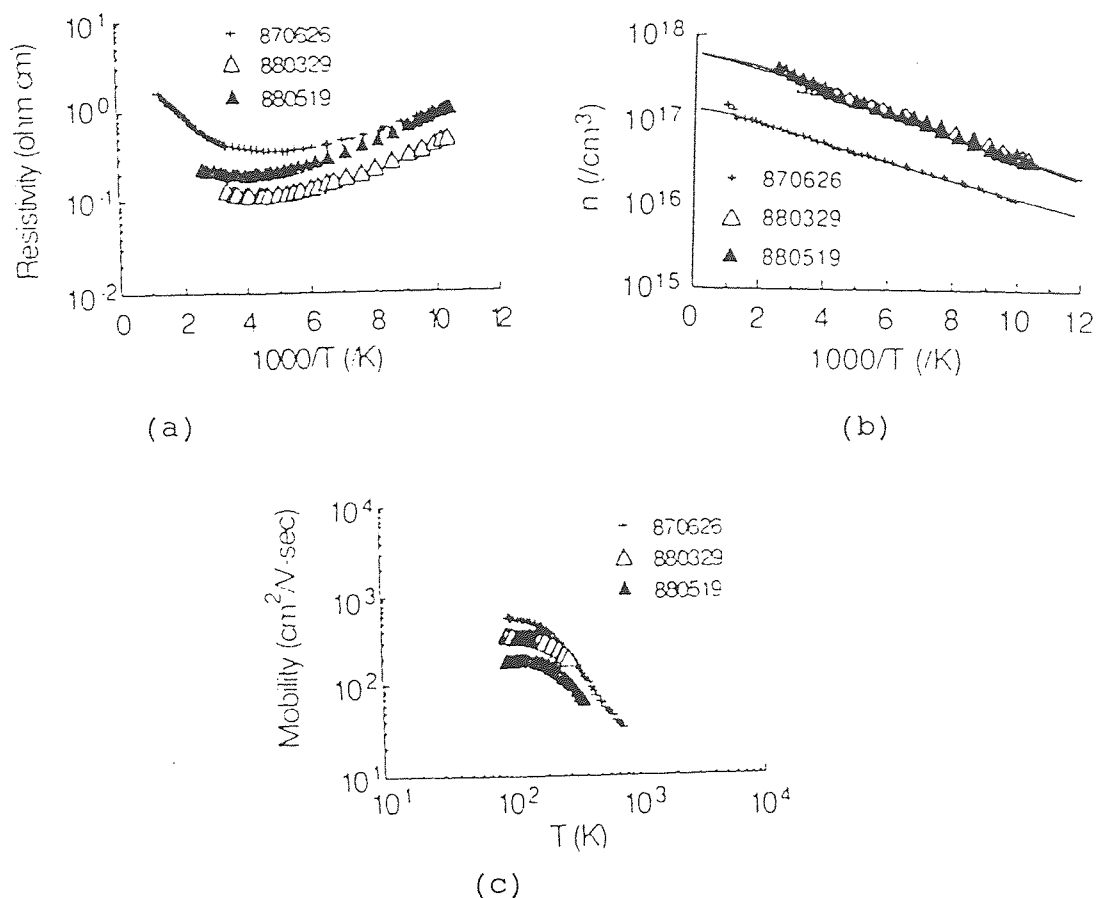 Resistivity (ohm cm)
10^1
10^0
10^-1
10^-2
870626
880329
880519
0 2 4 6 8 10 12
1000/T (/K)
(a)
n (/cm^3)
10^18
10^17
10^16
10^15
870626
880329
880519
0 2 4 6 8 10 12
1000/T (/K)
(b)
Mobility (cm^2/V-sec)
10^4
10^3
10^2
10^1
870626
880329
880519
10^1 10^2 10^3 10^4
T (K)
(c)